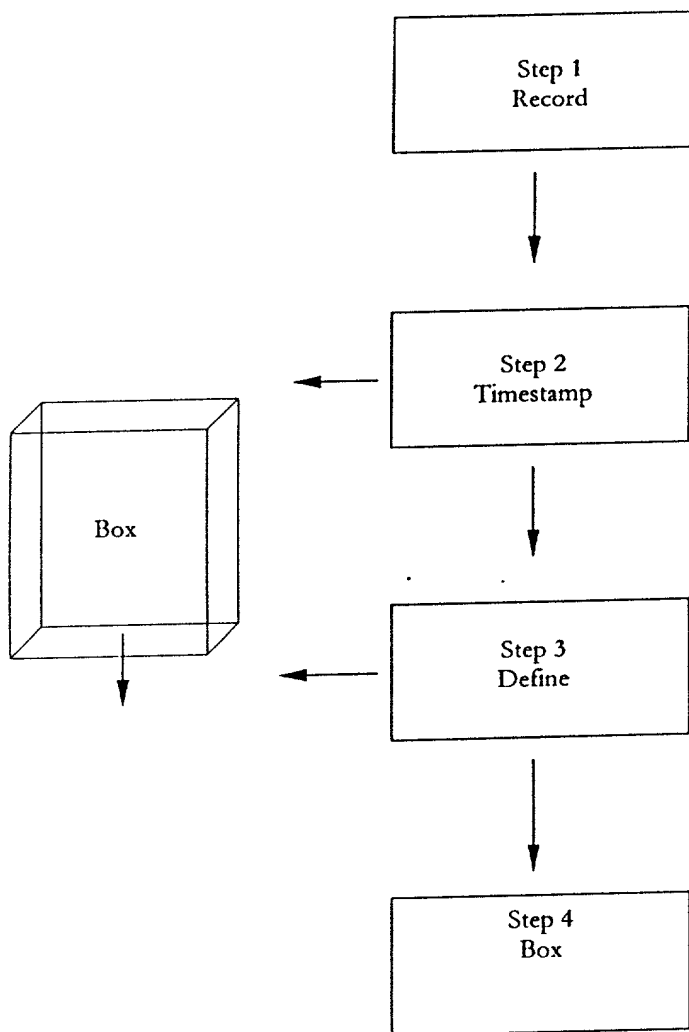 Step 1
Record
Step 2
Timestamp
Box
Step 3
Define
Step 4
Box